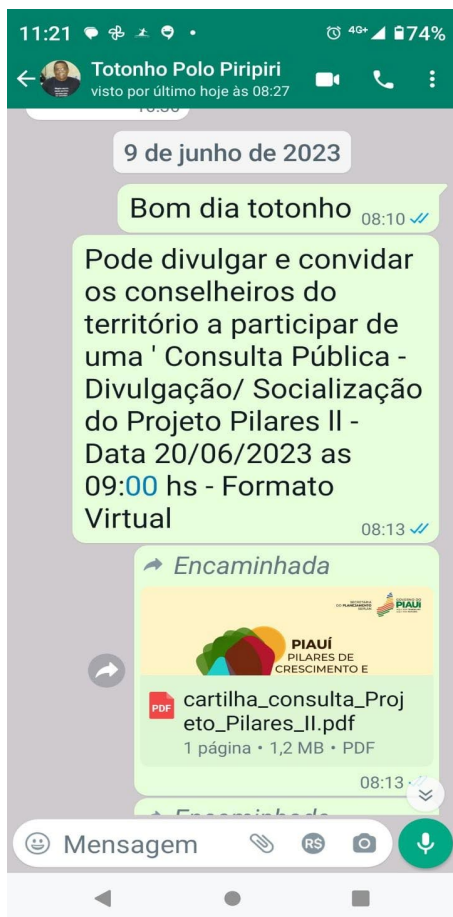 11:21
4G+ 74%
Totonho Polo Piripiri
visto por último hoje às 08:27
9 de junho de 2023
Bom dia totonho 08:10
Pode divulgar e convidar
os conselheiros do
território a participar de
uma ' Consulta Pública -
Divulgação/ Socialização
do Projeto Pilares ll -
Data 20/06/2023 as
09:00 hs - Formato
Virtual
08:13
Encaminhada
PIAUÍ
PIAUÍ
PILARES DE
CRESCIMENTO E
PDF
cartilha_consulta_Proj
eto_Pilares_II.pdf
1 página • 1,2 MB • PDF
08:13
Encaminhada
Mensagem
R$